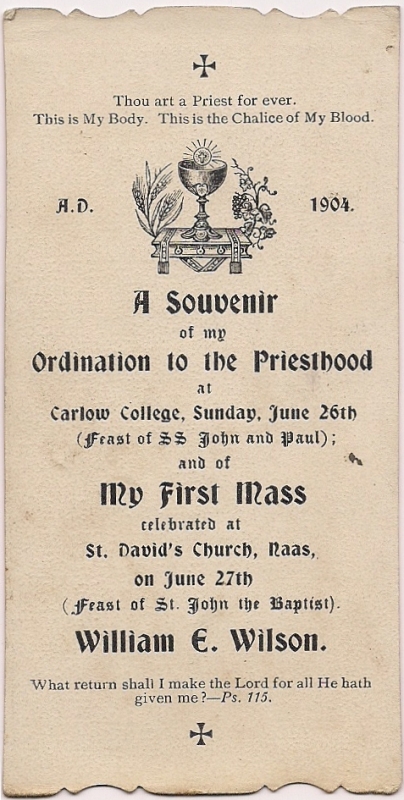 Thou art a Priest for ever.
This is My Body. This is the Chalice of My Blood.
A.D. 1904.
A Souvenir
of my
Ordination to the Priesthood
at
Carlow College, Sunday, June 26th
(Feast of SS John and Paul);
and of
My First Mass
celebrated at
St. David's Church, Naas,
on June 27th
(Feast of St. John the Baptist).
William E. Wilson.
What return shall I make the Lord for all He hath
given me?—Ps. 115.